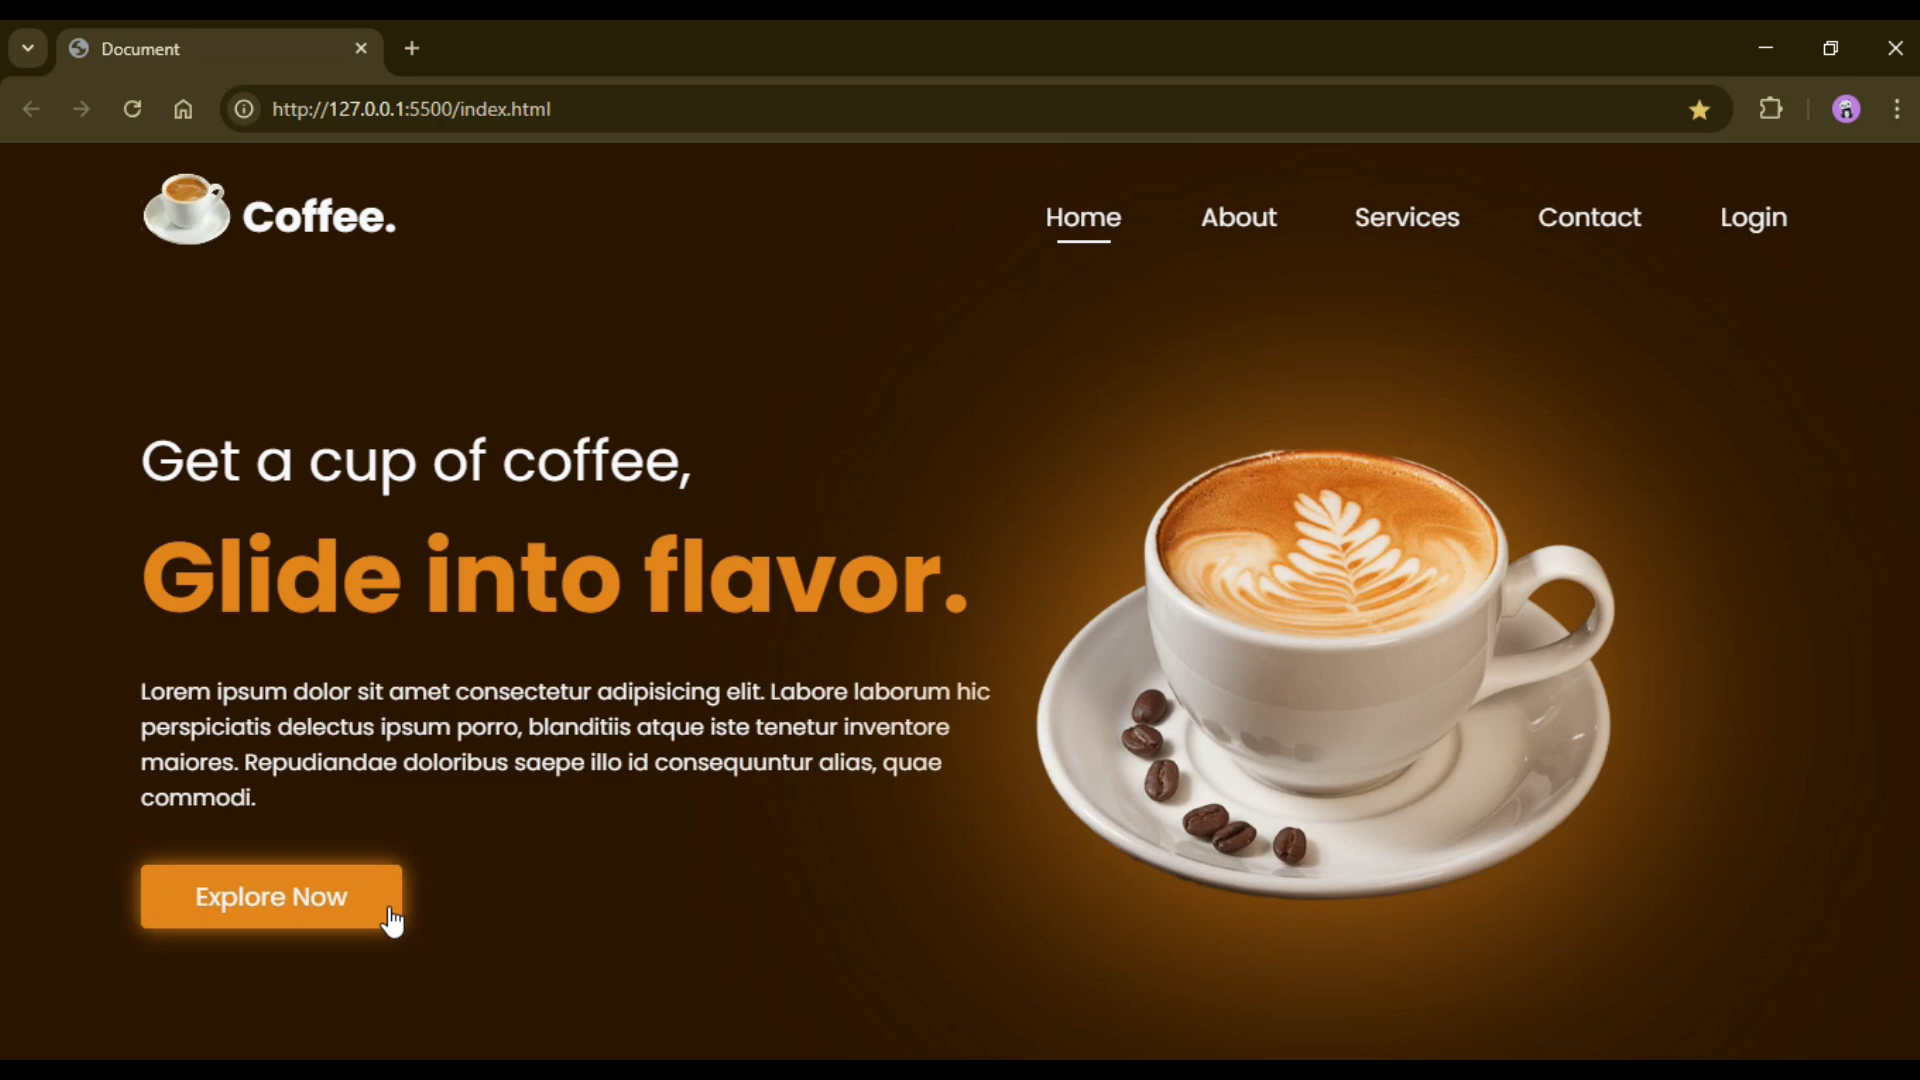 Document
http://127.0.0.1:5500/index.html
Coffee.
Home About Services Contact Login
Get a cup of coffee,
Glide into flavor.
Lorem ipsum dolor sit amet consectetur adipisicing elit. Labore laborum hic
perspiciatis delectus ipsum porro, blanditiis atque iste tenetur inventore
maiores. Repudiandae doloribus saepe illo id consequuntur alias, quae
commodi.
Explore Now